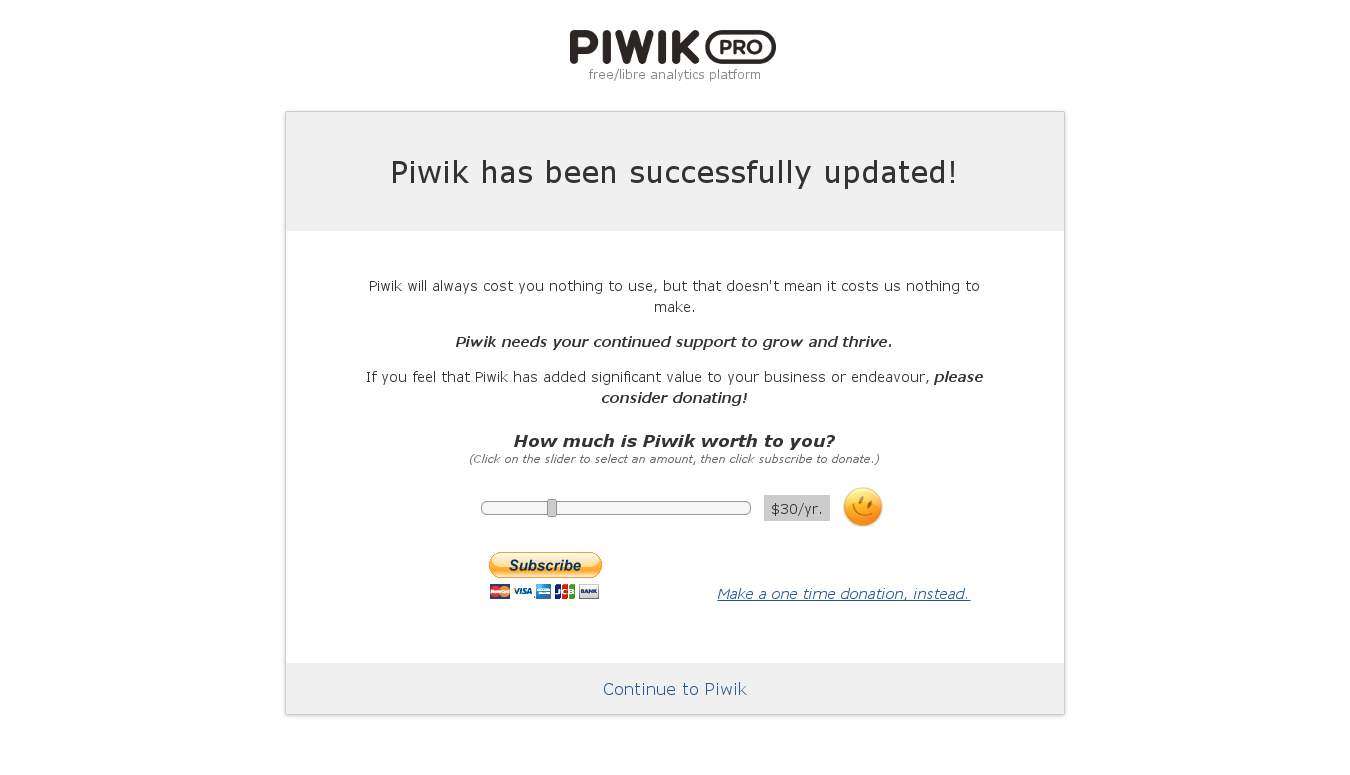 PIWIK PRO
free/libre analytics platform
Piwik has been successfully updated!
Piwik will always cost you nothing to use, but that doesn't mean it costs us nothing to
make.
Piwik needs your continued support to grow and thrive.
If you feel that Piwik has added significant value to your business or endeavour, please
consider donating!
How much is Piwik worth to you?
(Click on the slider to select an amount, then click subscribe to donate.)
$30/yr.
Subscribe
VISA JCB BANK
Make a one time donation, instead.
Continue to Piwik